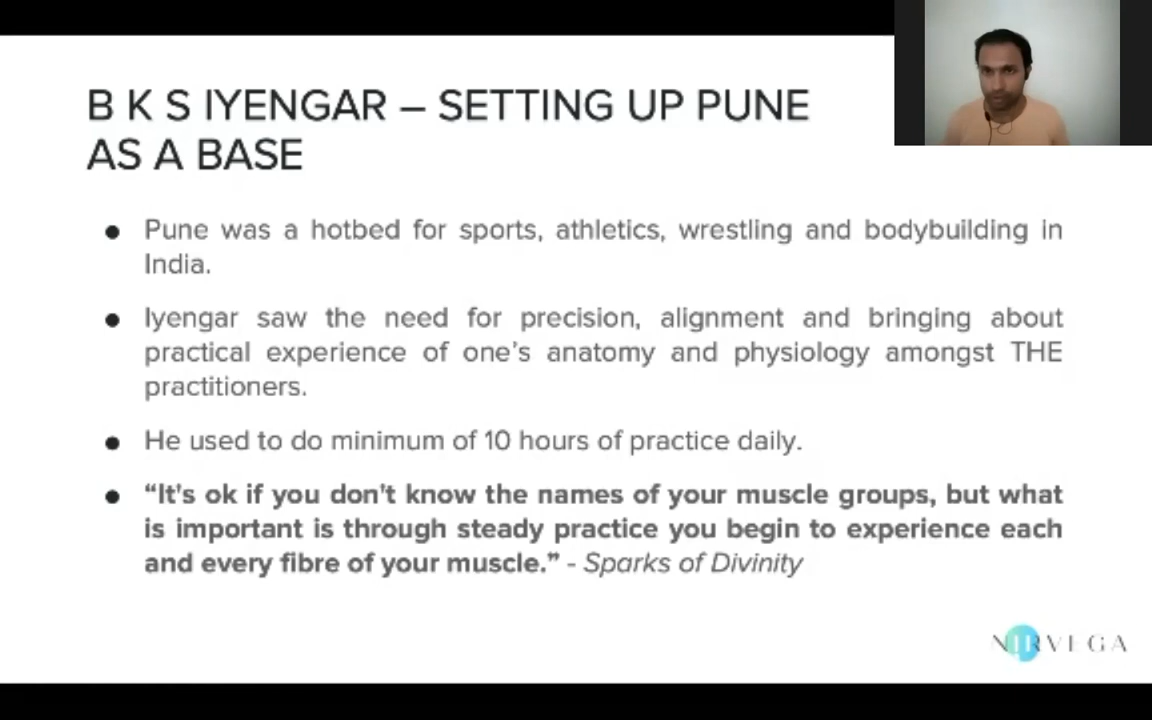 B K S IYENGAR – SETTING UP PUNE
AS A BASE
● Pune was a hotbed for sports, athletics, wrestling and bodybuilding in
India.
● Iyengar saw the need for precision, alignment and bringing about
practical experience of one’s anatomy and physiology amongst THE
practitioners.
● He used to do minimum of 10 hours of practice daily.
● “It's ok if you don't know the names of your muscle groups, but what
is important is through steady practice you begin to experience each
and every fibre of your muscle.” - Sparks of Divinity
NIRVEGA